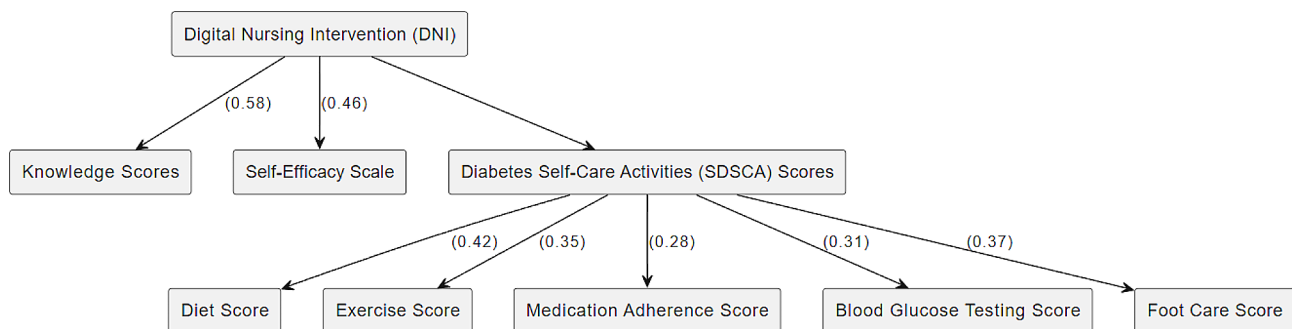 Digital Nursing Intervention (DNI)
(0.58)
(0.46)
Knowledge Scores
Self-Efficacy Scale
Diabetes Self-Care Activities (SDSCA) Scores
(0.42)
(0.35)
(0.28)
(0.31)
(0.37)
Diet Score
Exercise Score
Medication Adherence Score
Blood Glucose Testing Score
Foot Care Score